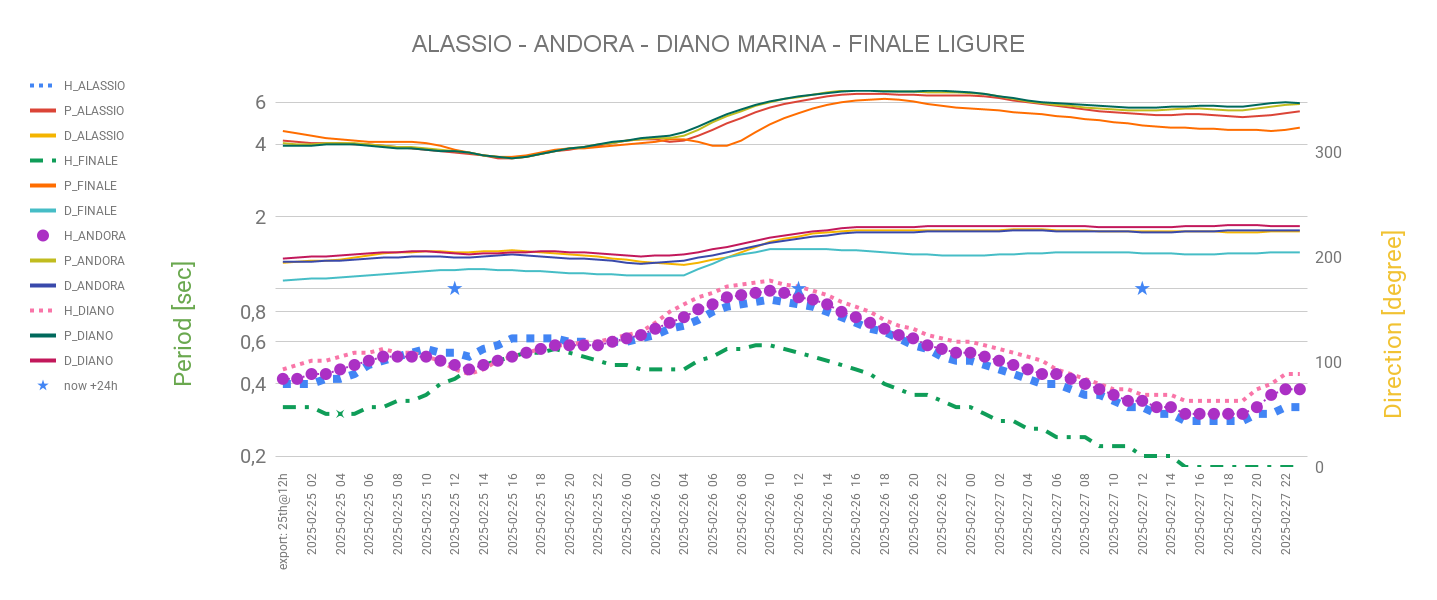 ALASSIO - ANDORA - DIANO MARINA - FINALE LIGURE
H_ALASSIO
P_ALASSIO
D_ALASSIO
H_FINALE
P_FINALE
D_FINALE
H_ANDORA
P_ANDORA
D_ANDORA
H_DIANO
P_DIANO
D_DIANO
now +24h
Period [sec]
6
4
2
0,8
0,6
0,4
0,2
300
200
100
0
Direction [degree]
export: 25th@12h
2025-02-25 02
2025-02-25 04
2025-02-25 06
2025-02-25 08
2025-02-25 10
2025-02-25 12
2025-02-25 14
2025-02-25 16
2025-02-25 18
2025-02-25 20
2025-02-25 22
2025-02-26 00
2025-02-26 02
2025-02-26 04
2025-02-26 06
2025-02-26 08
2025-02-26 10
2025-02-26 12
2025-02-26 14
2025-02-26 16
2025-02-26 18
2025-02-26 20
2025-02-26 22
2025-02-27 00
2025-02-27 02
2025-02-27 04
2025-02-27 06
2025-02-27 08
2025-02-27 10
2025-02-27 12
2025-02-27 14
2025-02-27 16
2025-02-27 18
2025-02-27 20
2025-02-27 22